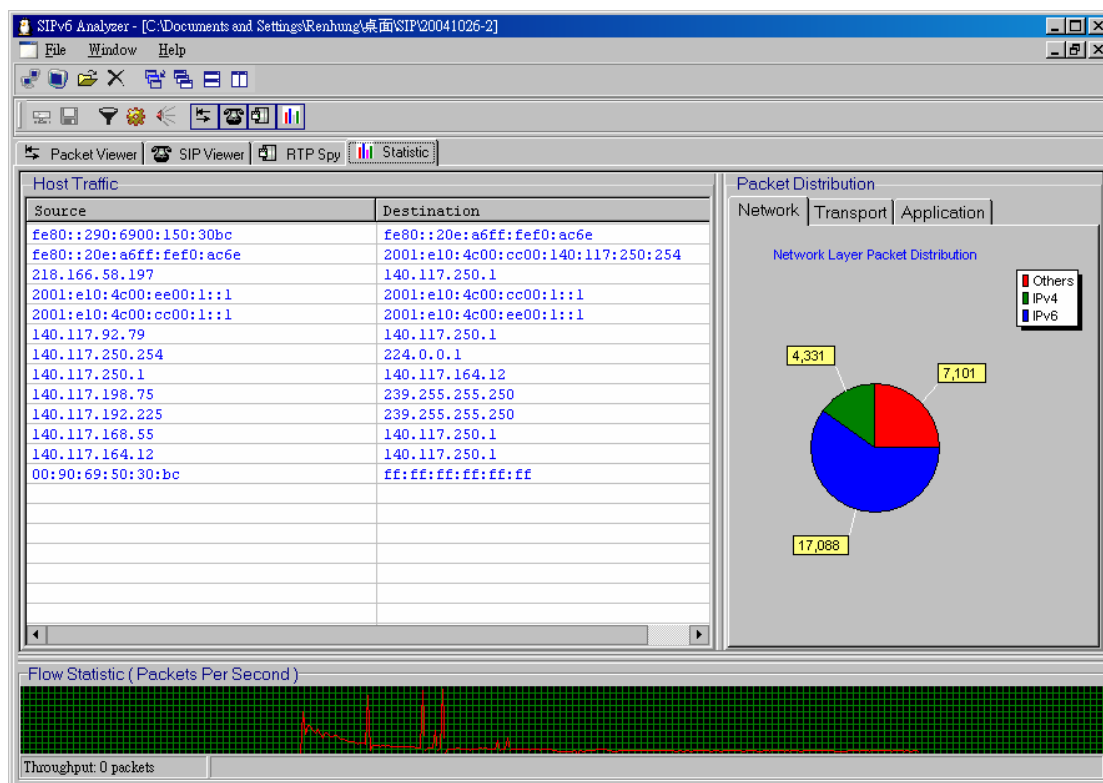 SIPv6 Analyzer - [C:\Documents and Settings\Renhung\桌面\SIP\20041026-2]
File Window Help
Packet Viewer SIP Viewer RTP Spy Statistic
Host Traffic
Source Destination
fe80::290:6900:150:30bc fe80::20e:a6ff:fef0:ac6e
fe80::20e:a6ff:fef0:ac6e 2001:e10:4c00:cc00:140:117:250:254
218.166.58.197 140.117.250.1
2001:e10:4c00:ee00:1::1 2001:e10:4c00:cc00:1::1
2001:e10:4c00:cc00:1::1 2001:e10:4c00:ee00:1::1
140.117.92.79 140.117.250.1
140.117.250.254 224.0.0.1
140.117.250.1 140.117.164.12
140.117.198.75 239.255.255.250
140.117.192.225 239.255.255.250
140.117.168.55 140.117.250.1
140.117.164.12 140.117.250.1
00:90:69:50:30:bc ff:ff:ff:ff:ff:ff
Packet Distribution
Network Transport Application
Network Layer Packet Distribution
Others
IPv4
IPv6
4,331
7,101
17,088
Flow Statistic ( Packets Per Second )
Throughput: 0 packets